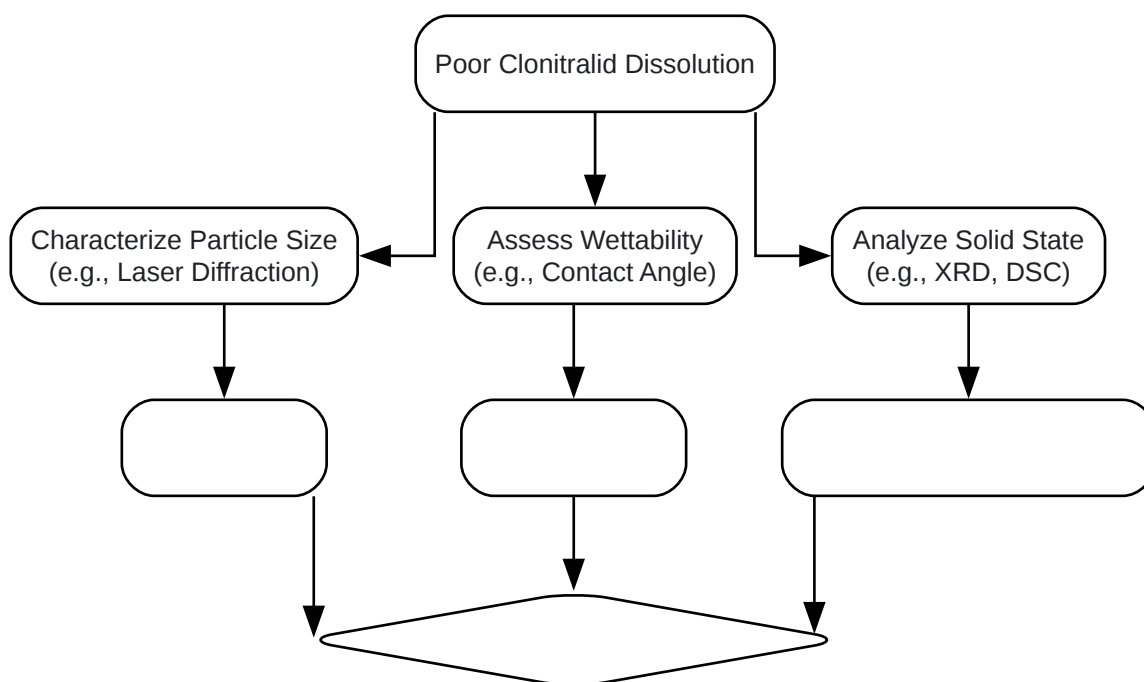 Poor Clonitralid Dissolution
Characterize Particle Size
(e.g., Laser Diffraction)
Assess Wettability
(e.g., Contact Angle)
Analyze Solid State
(e.g., XRD, DSC)